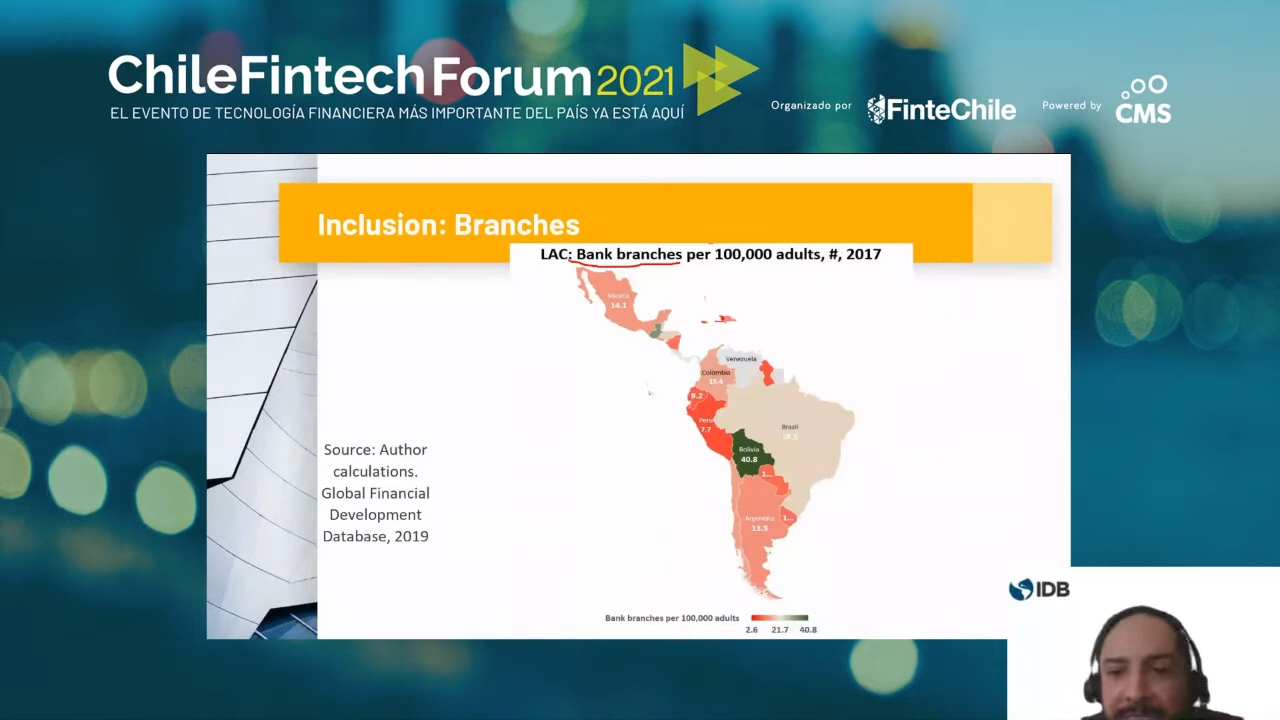 ChileFintechForum2021
EL EVENTO DE TECNOLOGÍA FINANCIERA MÁS IMPORTANTE DEL PAÍS YA ESTÁ AQUÍ
Organizado por
FinteChile
Powered by
CMS
Inclusion: Branches
LAC: Bank branches per 100,000 adults, #, 2017
Mexico
14.1
Venezuela
Colombia
15.4
9.2
Peru
7.7
Brazil
18.5
Bolivia
40.8
1...
Argentina
13.5
1...
Source: Author
calculations.
Global Financial
Development
Database, 2019
Bank branches per 100,000 adults
2.6 21.7 40.8
IDB